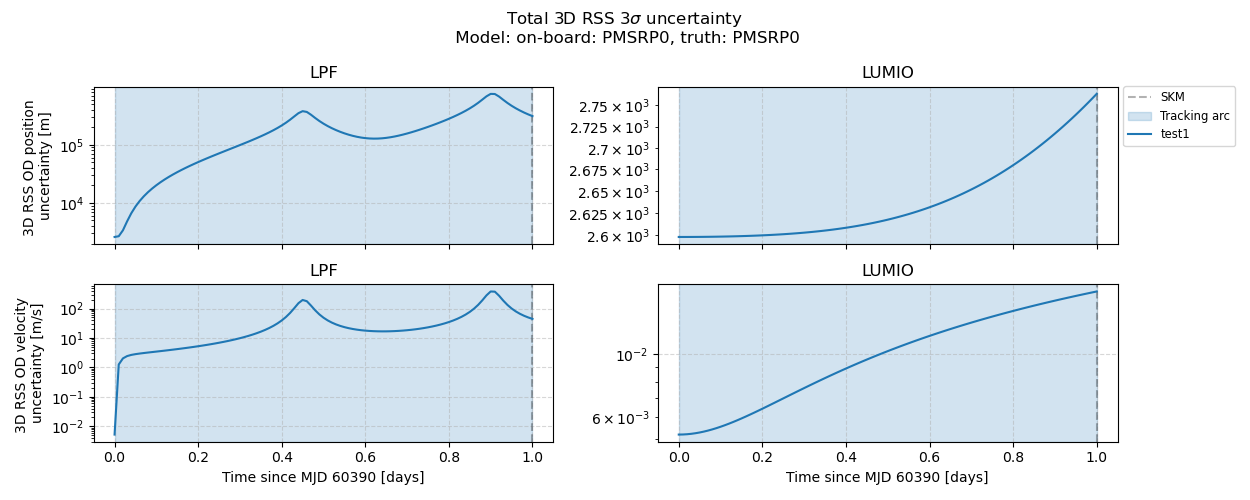 Total 3D RSS 3σ uncertainty
Model: on-board: PMSRP0, truth: PMSRP0
LPF
3D RSS OD position
uncertainty [m]
10⁵
10⁴
LUMIO
2.75 × 10³
2.725 × 10³
2.7 × 10³
2.675 × 10³
2.65 × 10³
2.625 × 10³
2.6 × 10³
SKM
Tracking arc
test1
LPF
3D RSS OD velocity
uncertainty [m/s]
10²
10¹
10⁰
10⁻¹
10⁻²
0.0 0.2 0.4 0.6 0.8 1.0
Time since MJD 60390 [days]
LUMIO
10⁻²
6 × 10⁻³
0.0 0.2 0.4 0.6 0.8 1.0
Time since MJD 60390 [days]